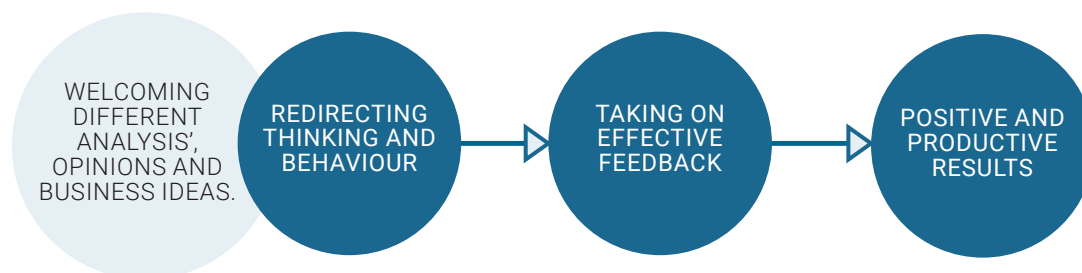 WELCOMING
DIFFERENT
ANALYSIS’,
OPINIONS AND
BUSINESS IDEAS.
REDIRECTING
THINKING AND
BEHAVIOUR
TAKING ON
EFFECTIVE
FEEDBACK
POSITIVE AND
PRODUCTIVE
RESULTS